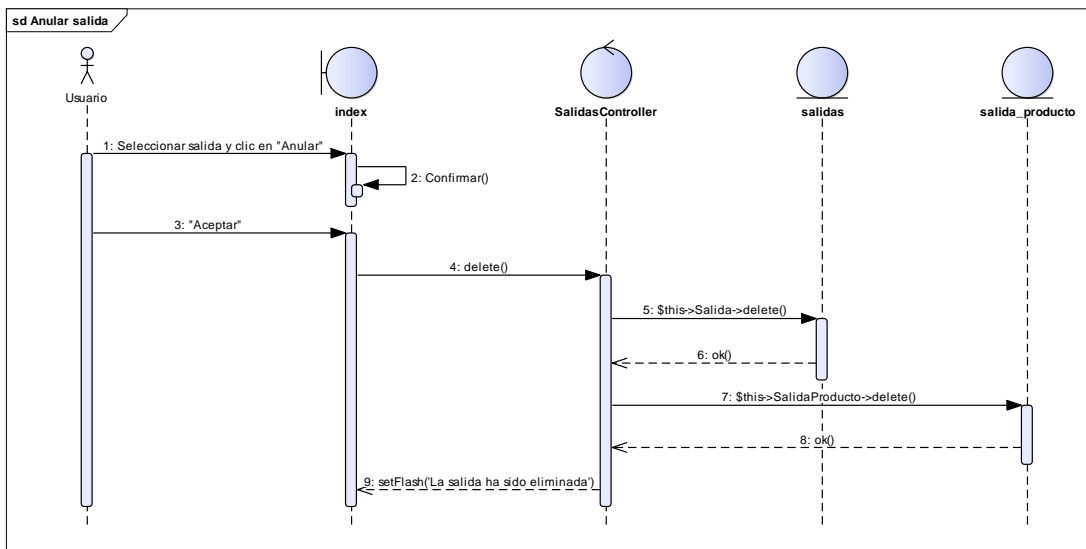 sd Anular salida
Usuario
index
SalidasController
salidas
salida_producto
1: Seleccionar salida y clic en "Anular"
2: Confirmar()
3: "Aceptar"
4: delete()
5: $this->Salida->delete()
6: ok()
7: $this->SalidaProducto->delete()
8: ok()
9: setFlash('La salida ha sido eliminada')